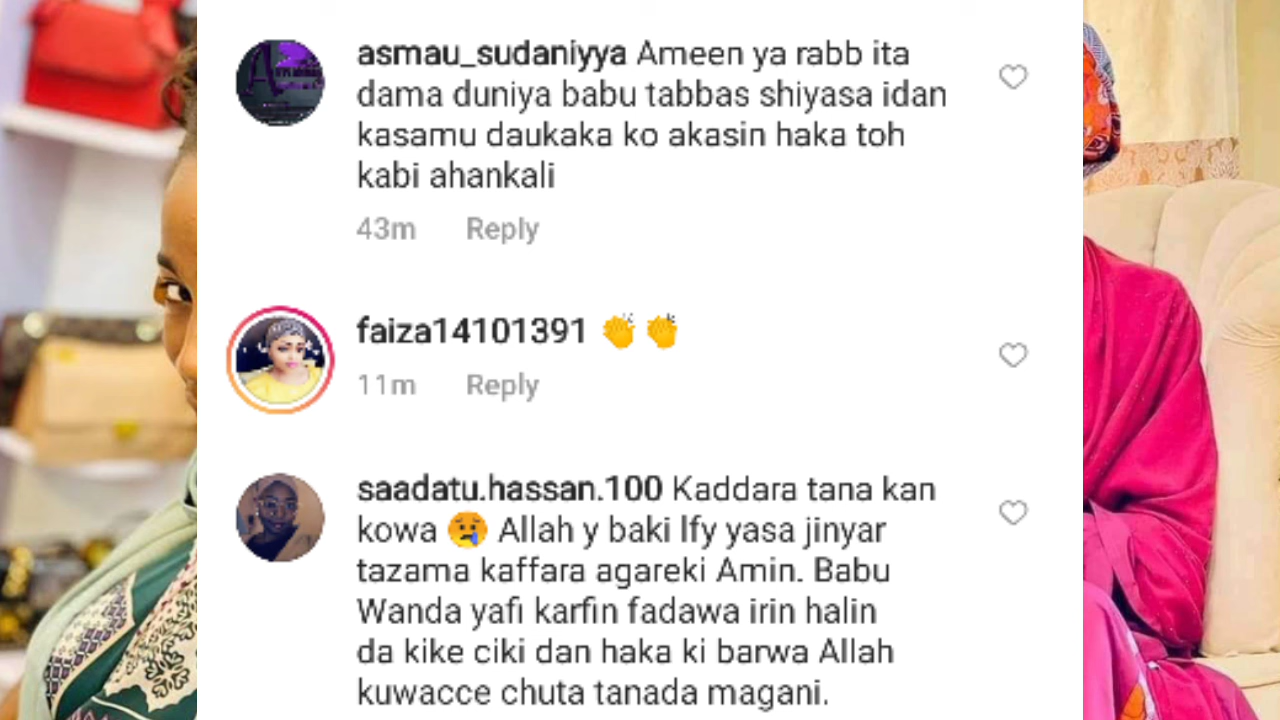 asmau_sudaniyya Ameen ya rabb ita
dama duniya babu tabbas shiyasa idan
kasamu daukaka ko akasin haka toh
kabi ahankali
43m Reply
faiza14101391 👏👏
11m Reply
saadatu.hassan.100 Kaddara tana kan
kowa 😢 Allah y baki lfy yasa jinyar
tazama kaffara agareki Amin. Babu
Wanda yafi karfin fadawa irin halin
da kike ciki dan haka ki barwa Allah
kuwacce chuta tanada magani.